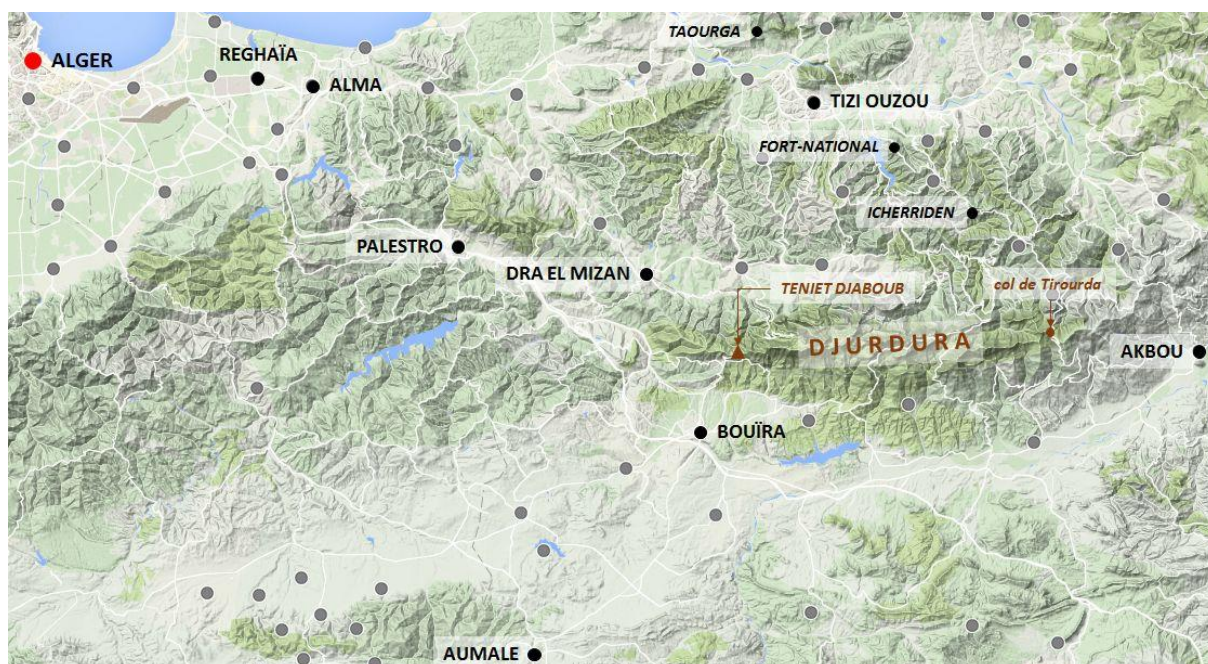 TAOURGA
REGHAÏA
ALGER
ALMA
TIZI OUZOU
FORT-NATIONAL
ICHERRIDEN
PALESTRO
DRA EL MIZAN
TENIET DJABOUB
col de Tirourda
DJURDURA
AKBOU
BOUÏRA
AUMALE